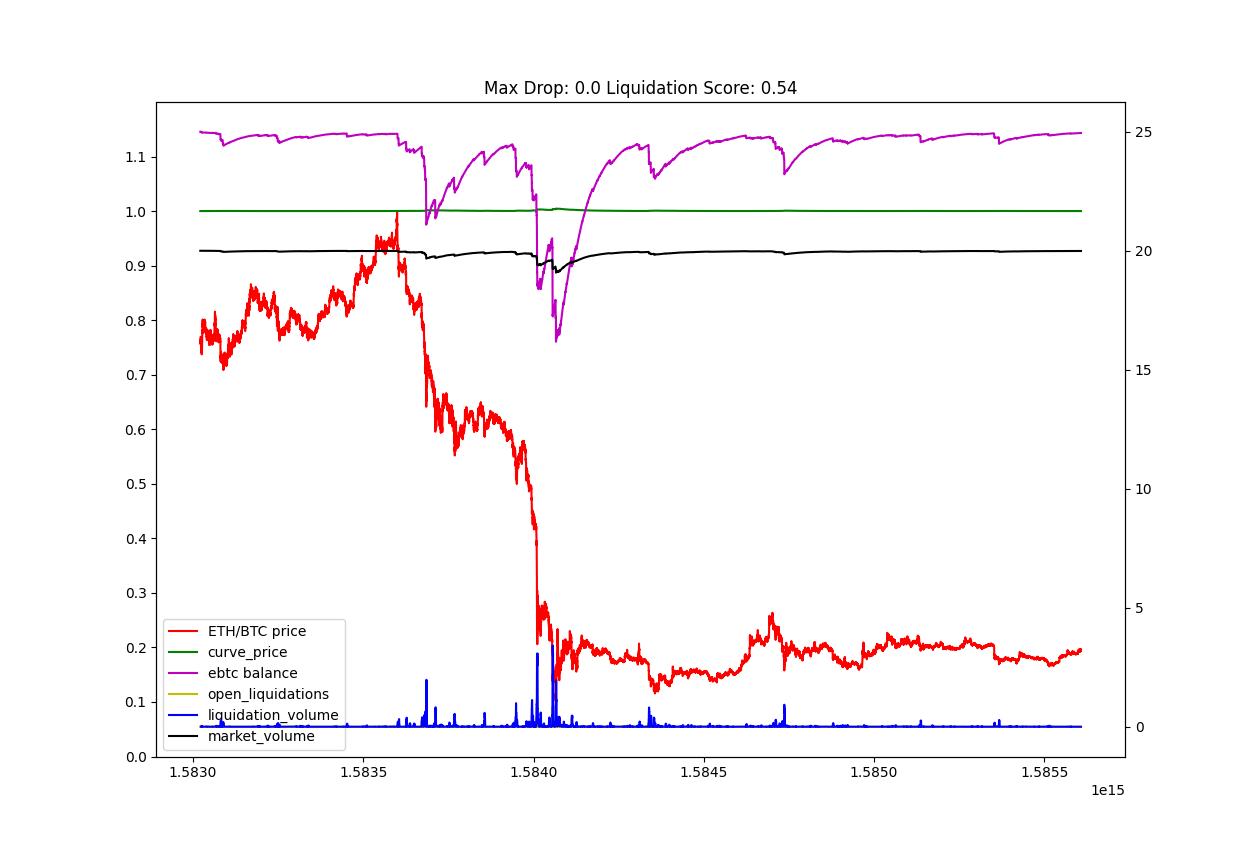 Max Drop: 0.0 Liquidation Score: 0.54
1.1
1.0
0.9
0.8
0.7
0.6
0.5
0.4
0.3
0.2
0.1
0.0
25
20
15
10
5
0
ETH/BTC price
curve_price
ebtc balance
open_liquidations
liquidation_volume
market_volume
1.5830 1.5835 1.5840 1.5845 1.5850 1.5855
1e15